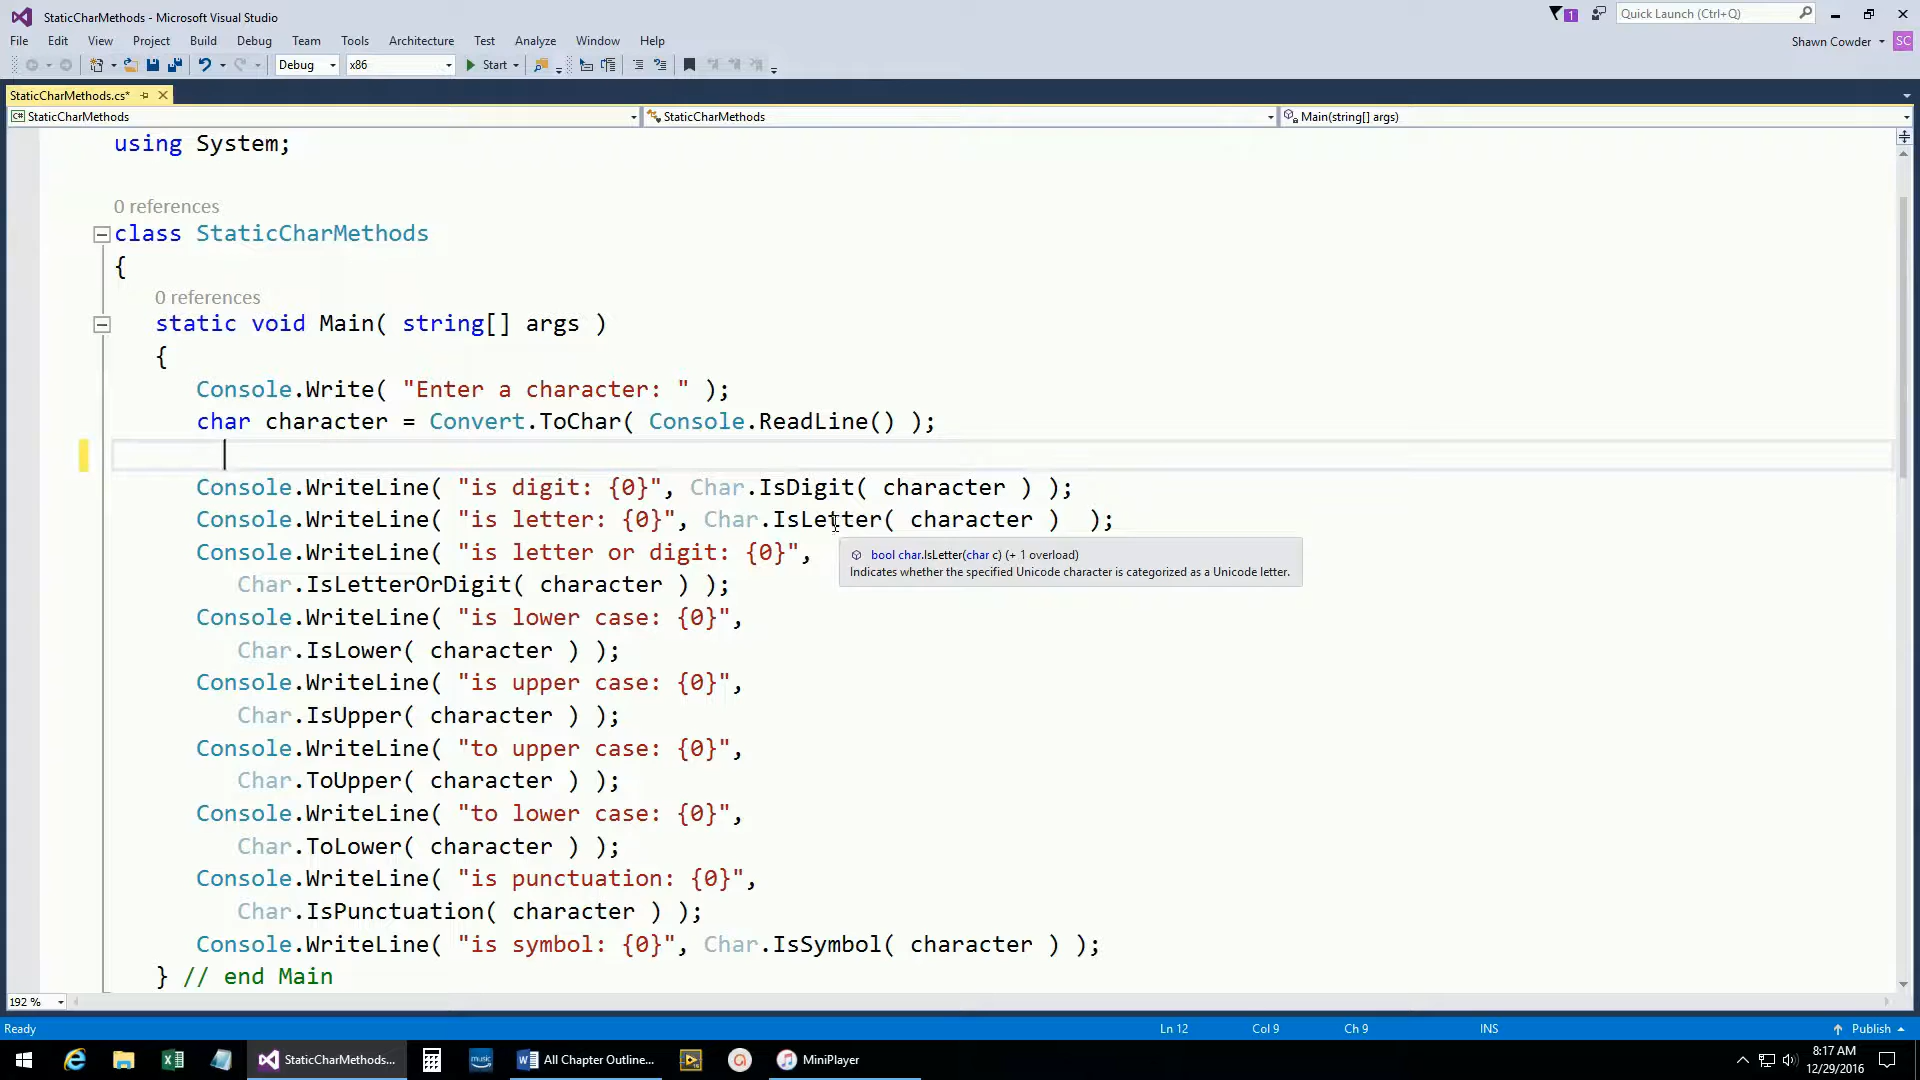 StaticCharMethods - Microsoft Visual Studio
1
Quick Launch (Ctrl+Q)
File Edit View Project Build Debug Team Tools Architecture Test Analyze Window Help
Shawn Cowder SC
Debug x86 Start
StaticCharMethods.cs*
C# StaticCharMethods StaticCharMethods Main(string[] args)
using System;
0 references
class StaticCharMethods
{
0 references
static void Main( string[] args )
{
Console.Write( "Enter a character: " );
char character = Convert.ToChar( Console.ReadLine() );
Console.WriteLine( "is digit: {0}", Char.IsDigit( character ) );
Console.WriteLine( "is letter: {0}", Char.IsLetter( character )  );
Console.WriteLine( "is letter or digit: {0}",
bool char.IsLetter(char c) (+ 1 overload)
Indicates whether the specified Unicode character is categorized as a Unicode letter.
Char.IsLetterOrDigit( character ) );
Console.WriteLine( "is lower case: {0}",
Char.IsLower( character ) );
Console.WriteLine( "is upper case: {0}",
Char.IsUpper( character ) );
Console.WriteLine( "to upper case: {0}",
Char.ToUpper( character ) );
Console.WriteLine( "to lower case: {0}",
Char.ToLower( character ) );
Console.WriteLine( "is punctuation: {0}",
Char.IsPunctuation( character ) );
Console.WriteLine( "is symbol: {0}", Char.IsSymbol( character ) );
} // end Main
192 %
Ready Ln 12 Col 9 Ch 9 INS Publish
StaticCharMethods... music All Chapter Outline... MiniPlayer
8:17 AM
12/29/2016